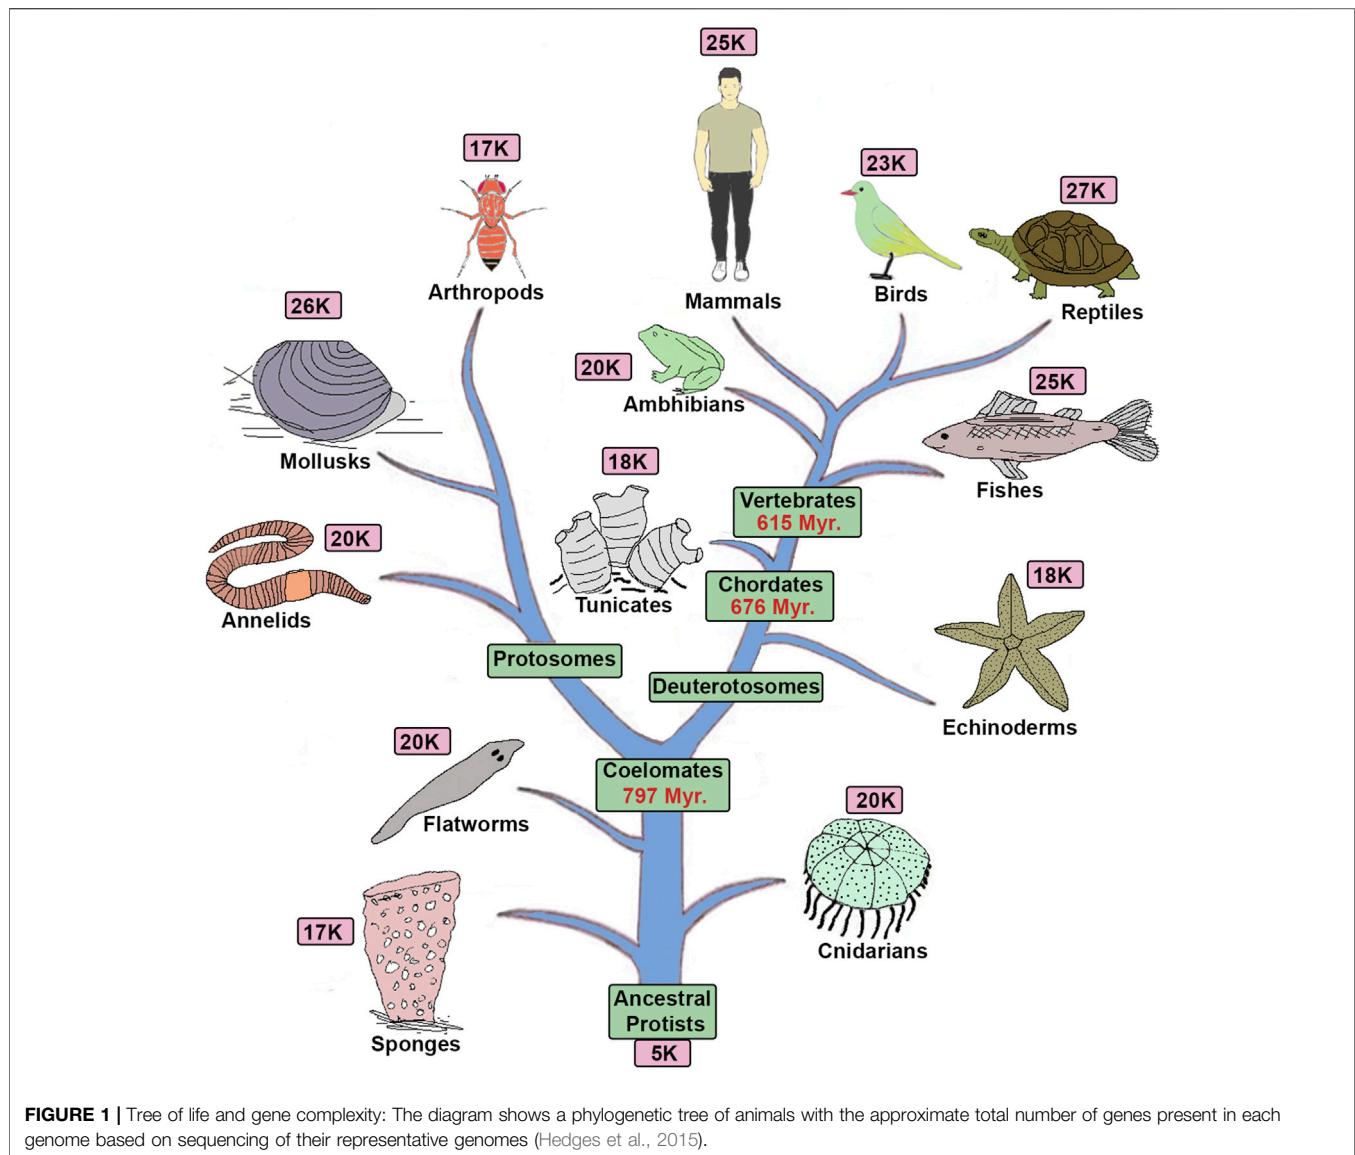 25K
17K
23K
27K
Arthropods
Mammals
Birds
Reptiles
26K
20K
Ambhibians
25K
Mollusks
18K
Fishes
Vertebrates
615 Myr.
20K
Annelids
Tunicates
Chordates
676 Myr.
18K
Protosomes
Deuterotosomes
Echinoderms
20K
Flatworms
Coelomates
797 Myr.
20K
Cnidarians
17K
Sponges
Ancestral
Protists
5K
FIGURE 1 | Tree of life and gene complexity: The diagram shows a phylogenetic tree of animals with the approximate total number of genes present in each
genome based on sequencing of their representative genomes (Hedges et al., 2015).